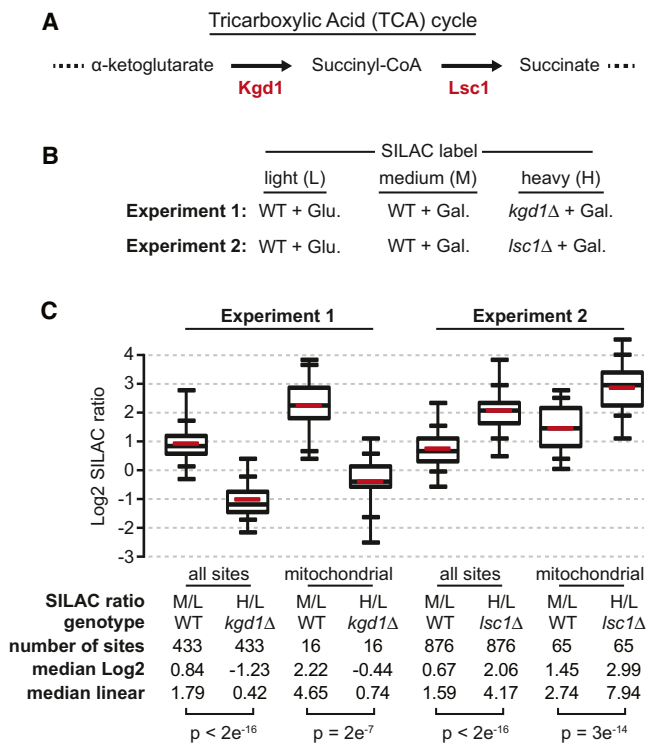 A
Tricarboxylic Acid (TCA) cycle
α-ketoglutarate Succinyl-CoA Succinate
Kgd1 Lsc1
B
SILAC label
light (L) medium (M) heavy (H)
Experiment 1: WT + Glu. WT + Gal. kgd1Δ + Gal.
Experiment 2: WT + Glu. WT + Gal. lsc1Δ + Gal.
C
Experiment 1 Experiment 2
Log2 SILAC ratio
4
3
2
1
0
-1
-2
-3
all sites mitochondrial all sites mitochondrial
SILAC ratio M/L H/L M/L H/L M/L H/L M/L H/L
genotype WT kgd1Δ WT kgd1Δ WT lsc1Δ WT lsc1Δ
number of sites 433 433 16 16 876 876 65 65
median Log2 0.84 -1.23 2.22 -0.44 0.67 2.06 1.45 2.99
median linear 1.79 0.42 4.65 0.74 1.59 4.17 2.74 7.94
p < 2e-16 p = 2e-7 p < 2e-16 p = 3e-14